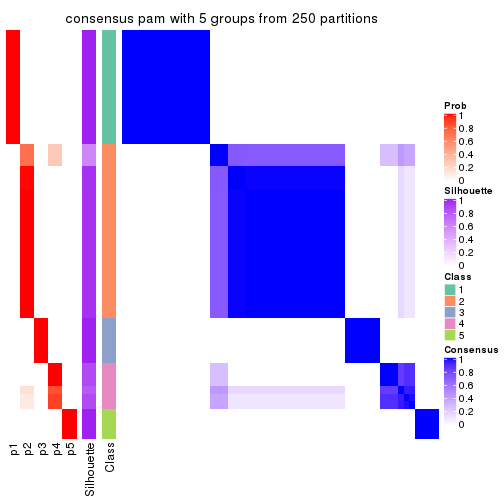 consensus pam with 5 groups from 250 partitions
Prob
1
0.8
0.6
0.4
0.2
0
Silhouette
1
0.8
0.6
0.4
0.2
0
Class
1
2
3
4
5
Consensus
1
0.8
0.6
0.4
0.2
0
p1
p2
p3
p4
p5
Silhouette
Class